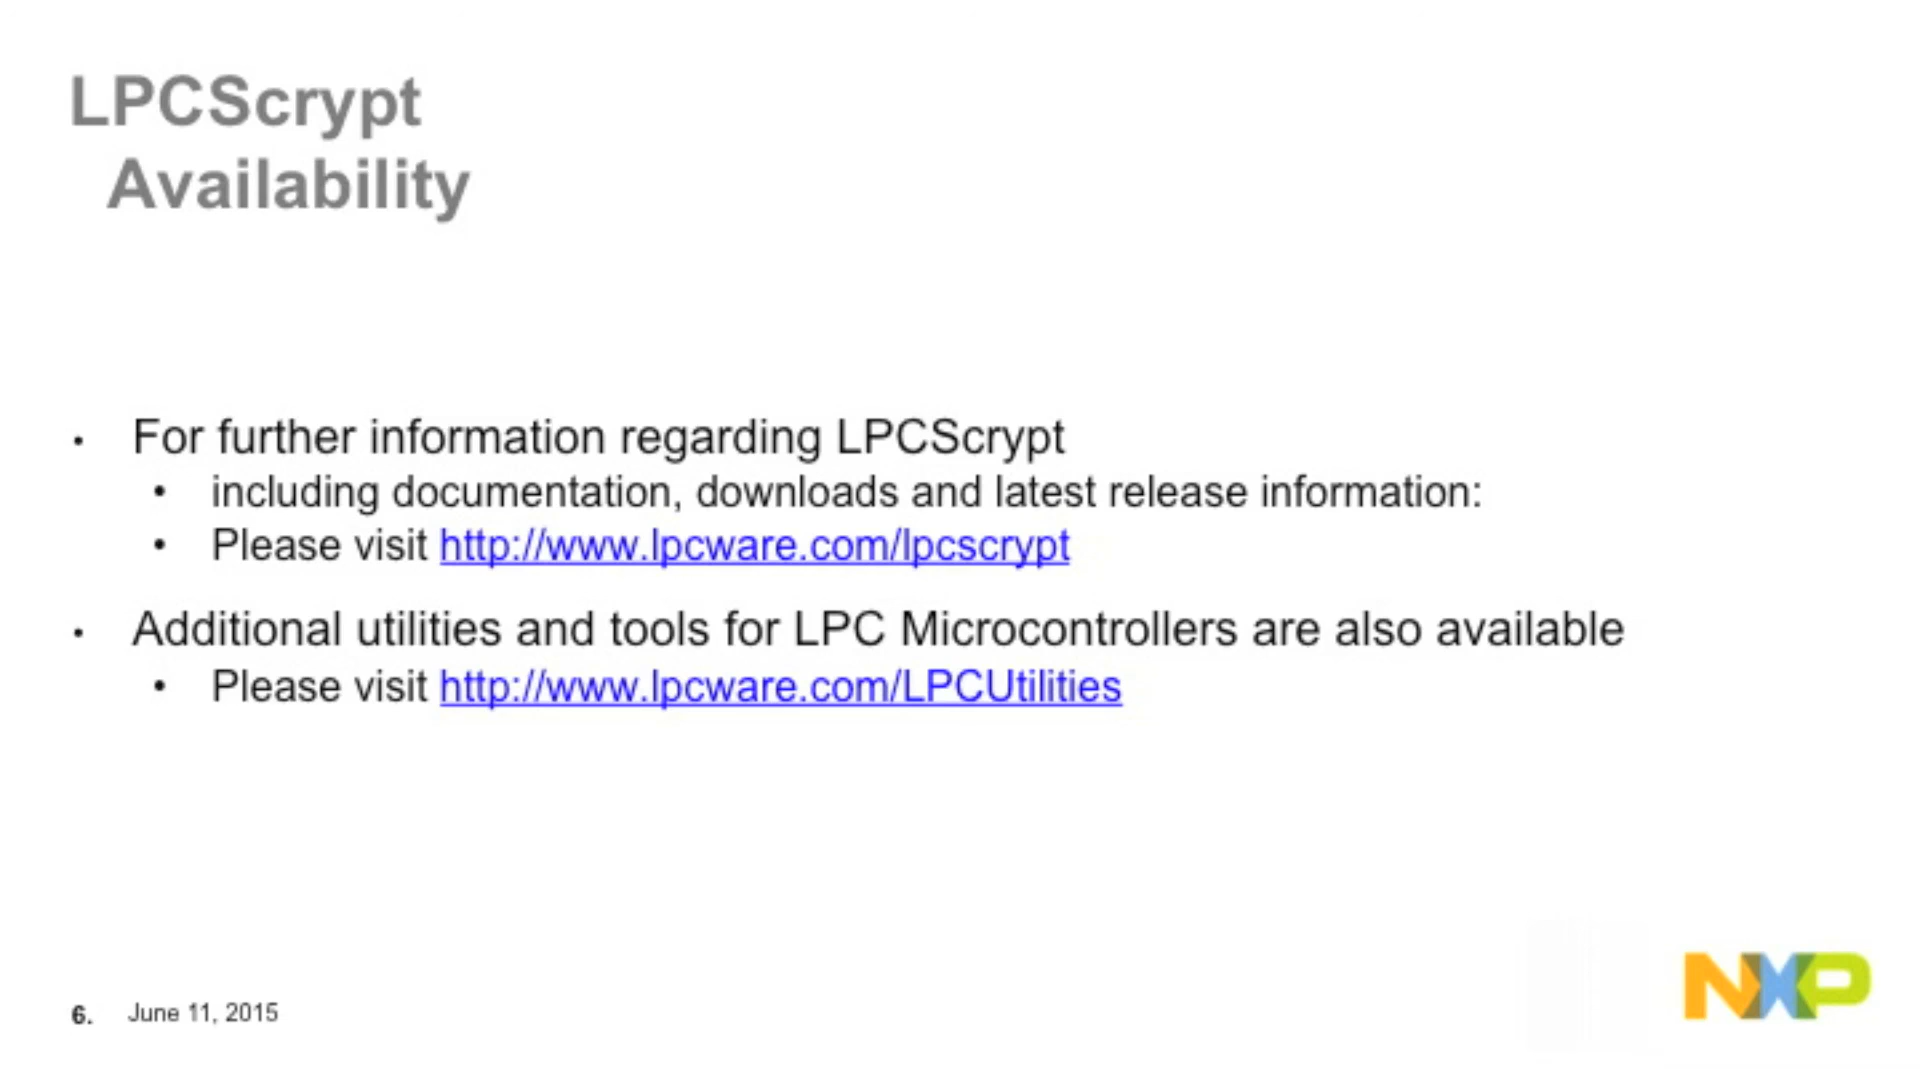 LPCScrypt
Availability
• For further information regarding LPCScrypt
• including documentation, downloads and latest release information:
• Please visit http://www.lpcware.com/lpcscrypt
• Additional utilities and tools for LPC Microcontrollers are also available
• Please visit http://www.lpcware.com/LPCUtilities
6. June 11, 2015
NXP